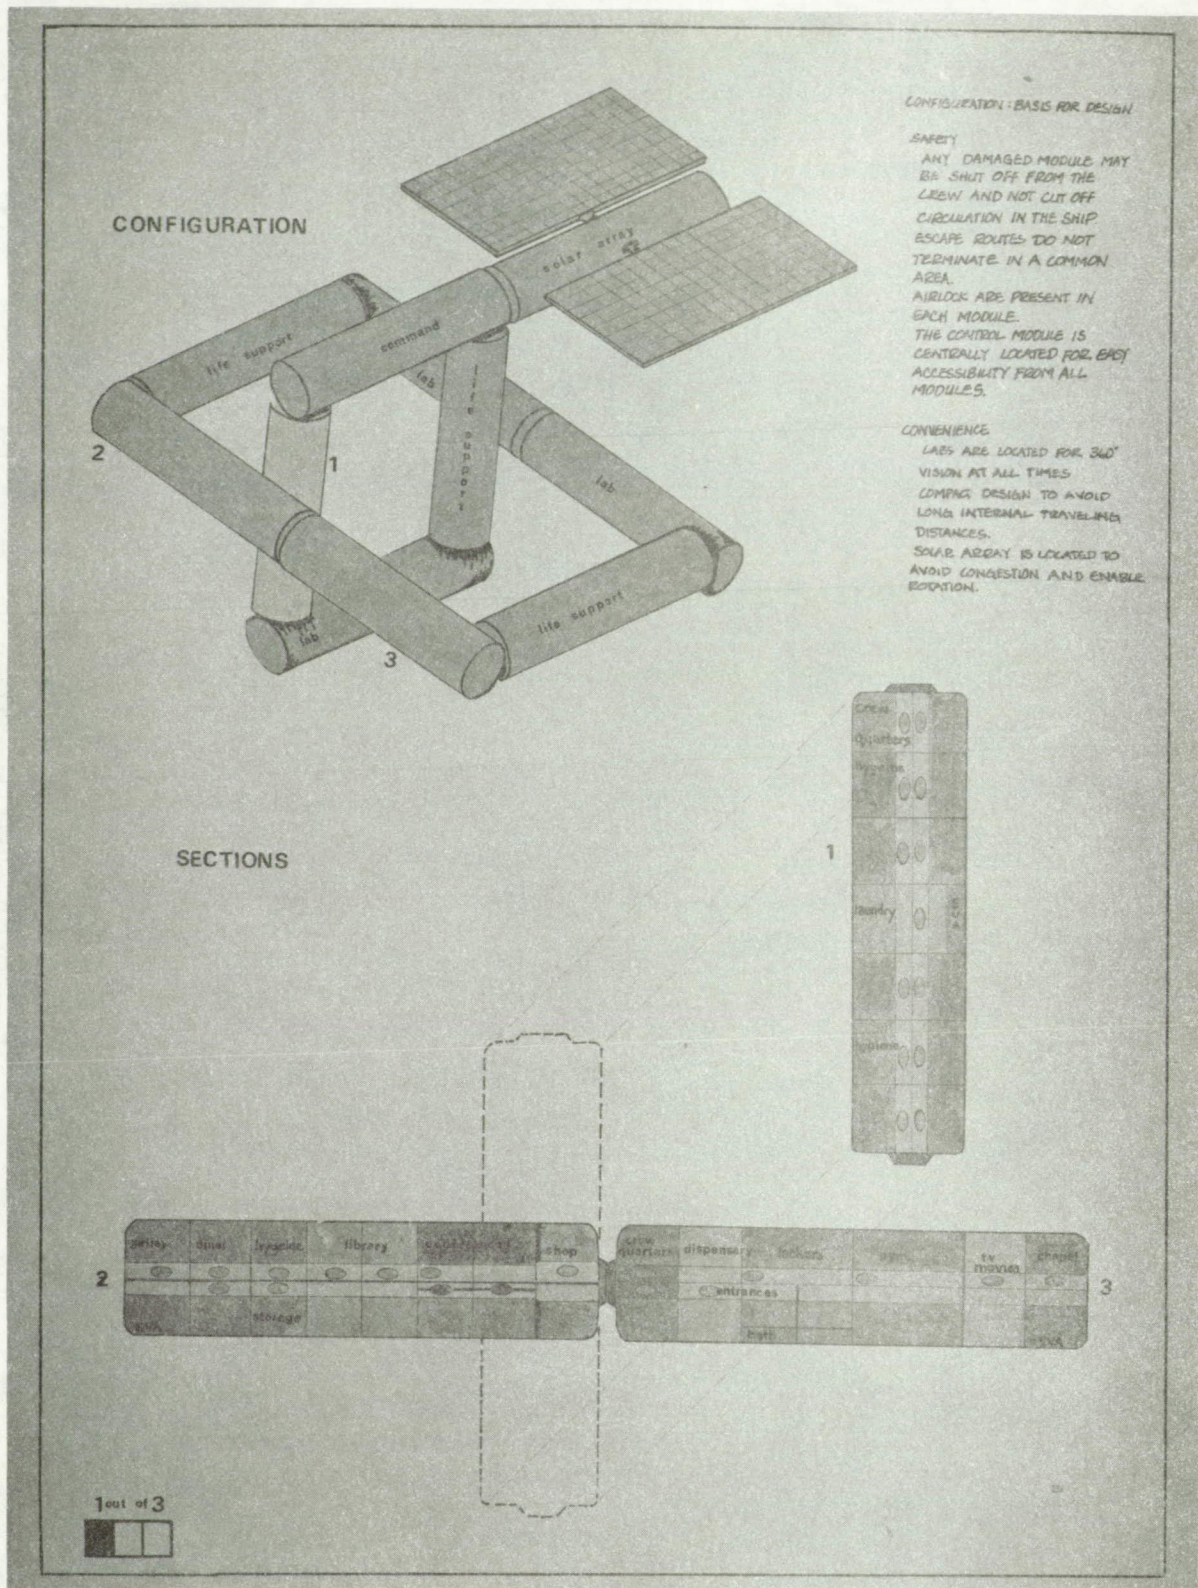 CONFIGURATION : BASIS FOR DESIGN
SAFETY
ANY DAMAGED MODULE MAY
BE SHUT OFF FROM THE
CREW AND NOT CUT OFF
CIRCULATION IN THE SHIP
ESCAPE ROUTES DO NOT
TERMINATE IN A COMMON
AREA.
AIRLOCK ARE PRESENT IN
EACH MODULE.
THE CONTROL MODULE IS
CENTRALLY LOCATED FOR EASY
ACCESSIBILITY FROM ALL
MODULES.
CONVENIENCE
LABS ARE LOCATED FOR 360°
VISION AT ALL TIMES
COMPAC DESIGN TO AVOID
LONG INTERNAL TRAVELING
DISTANCES.
SOLAR ARRAY IS LOCATED TO
AVOID CONGESTION AND ENABLE
ROTATION.
CONFIGURATION
solar array
command
life support
lab
life support
lab
life support
lab
1
2
3
SECTIONS
1
crew
quarters
hygiene
laundry
hygiene
2
galley
hygiene
library
shop
storage
EVA
3
crew
quarters
dispensary
lockers
gym
tv
movies
chapel
entrances
bath
EVA
1 out of 3